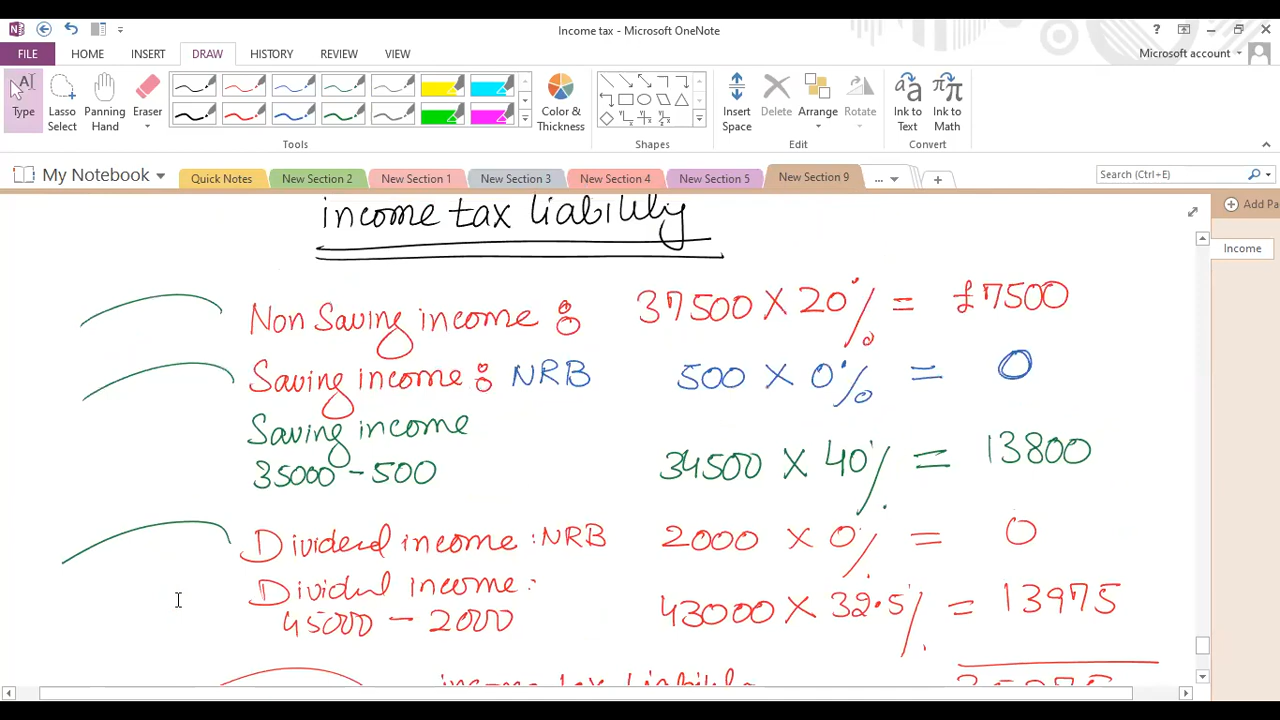 Income tax - Microsoft OneNote
FILE HOME INSERT DRAW HISTORY REVIEW VIEW Microsoft account
Type Lasso Select Panning Hand Eraser Color & Thickness Insert Space Delete Arrange Rotate Ink to Text Ink to Math
Tools Shapes Edit Convert
My Notebook Quick Notes New Section 2 New Section 1 New Section 3 New Section 4 New Section 5 New Section 9 ... Search (Ctrl+E)
Add Pa
Income
income tax liability
Non Saving income : 37500 X 20% = £7500
Saving income : NRB 500 X 0% = 0
Saving income
35000 - 500 34500 X 40% = 13800
Dividend income : NRB 2000 X 0% = 0
Dividend income :
45000 - 2000 43000 X 32.5% = 13975
income tax liability